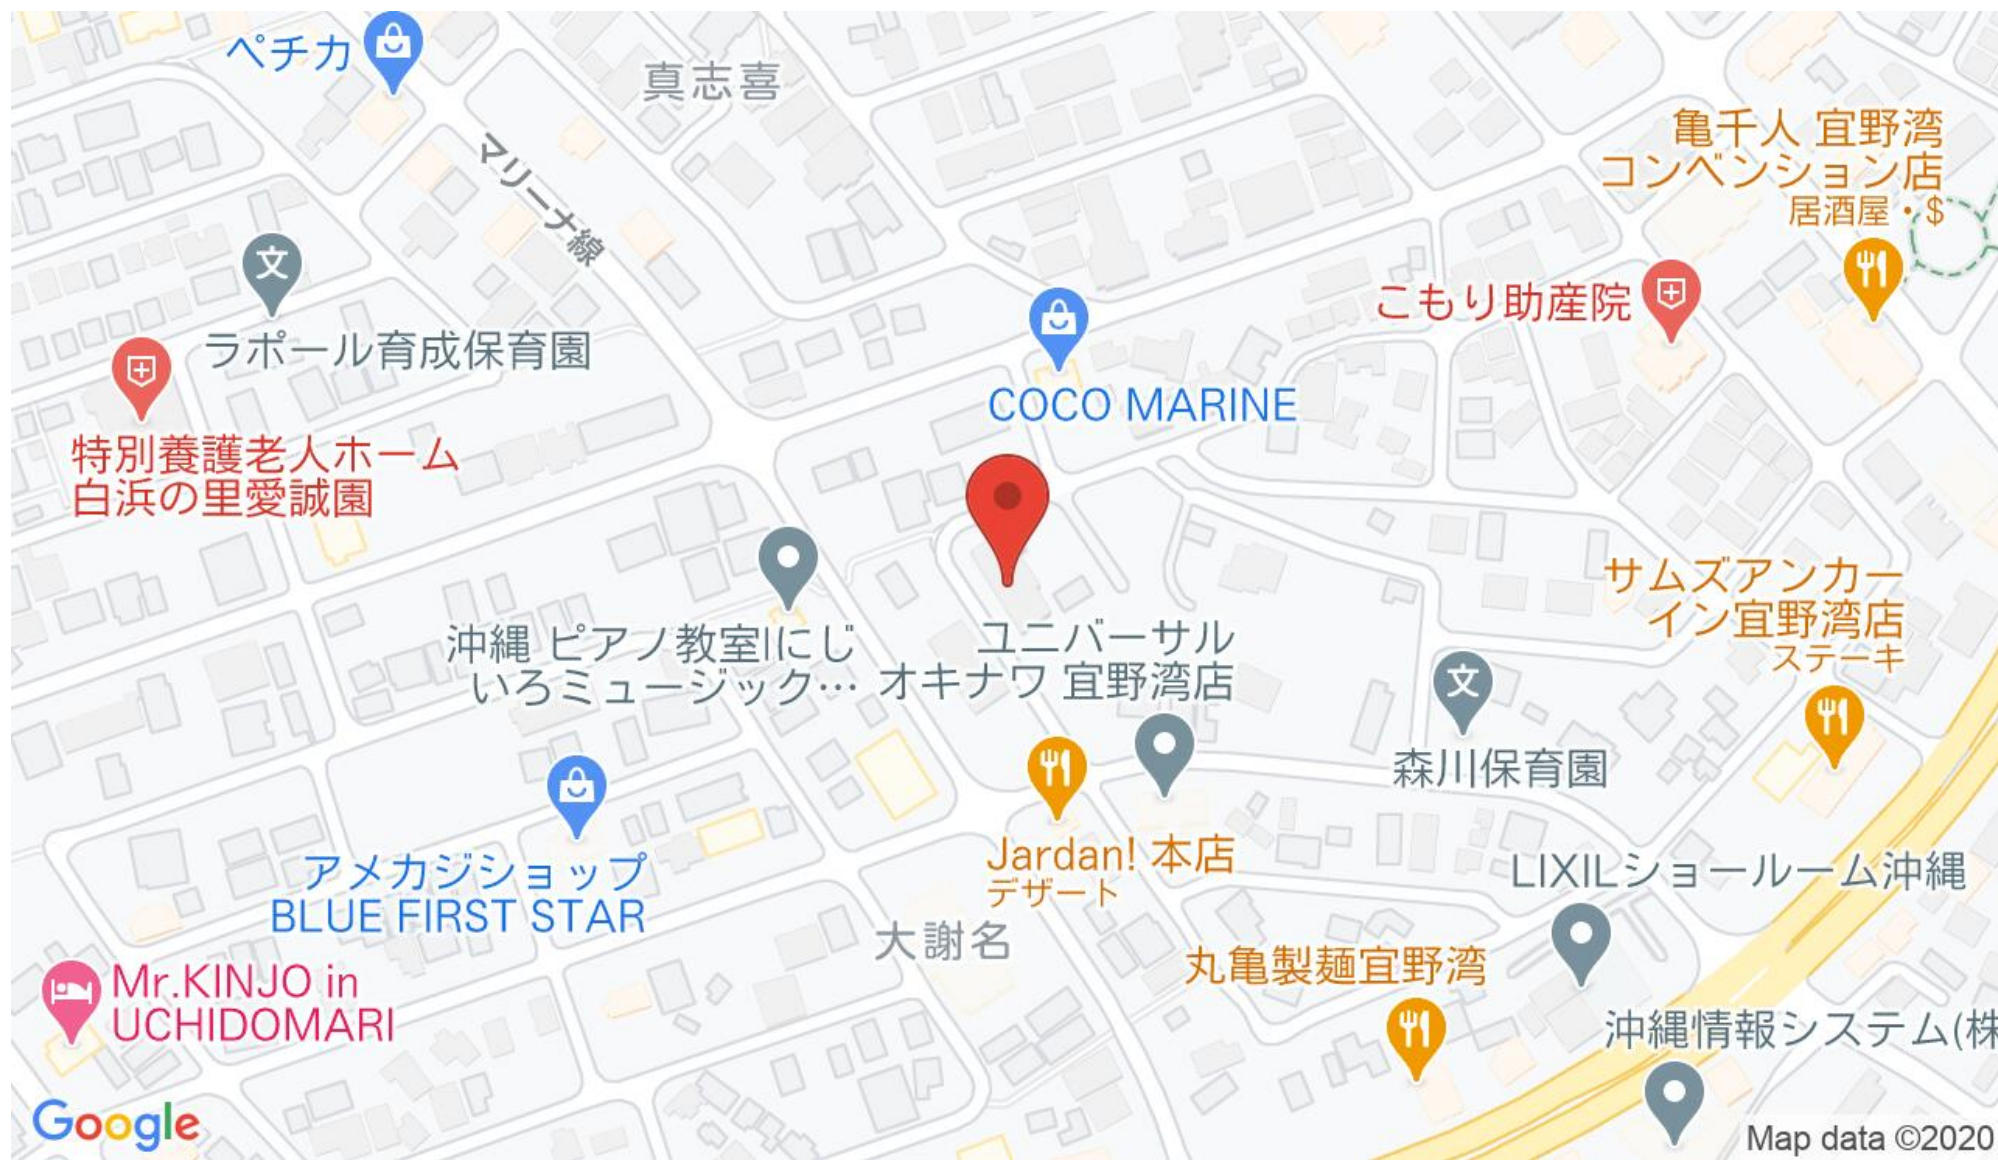 ペチカ
真志喜
マリーナ線
亀千人 宜野湾
コンベンション店
居酒屋・$
ラポール育成保育園
こもり助産院
COCO MARINE
特別養護老人ホーム
白浜の里愛誠園
サムズアンカー
イン宜野湾店
ステーキ
沖縄 ピアノ教室|にじ
いろミュージック…
ユニバーサル
オキナワ 宜野湾店
森川保育園
アメカジショップ
BLUE FIRST STAR
Jardan! 本店
デザート
LIXILショールーム沖縄
大謝名
丸亀製麺宜野湾
Mr.KINJO in
UCHIDOMARI
沖縄情報システム(株
Google
Map data ©2020